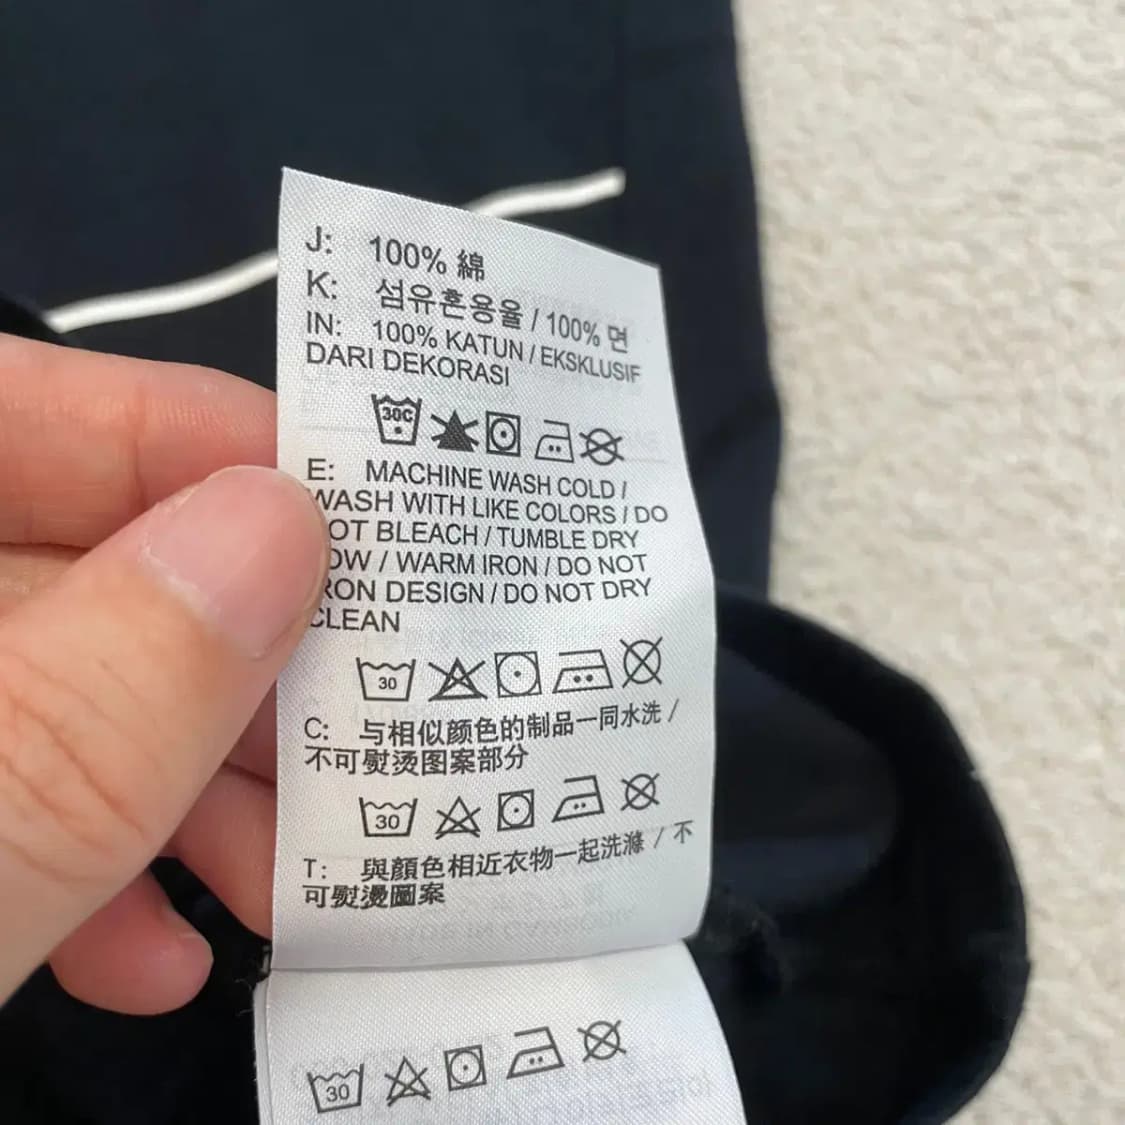 J: 100% 綿
K: 섬유혼용율 / 100% 면
IN: 100% KATUN / EKSKLUSIF
DARI DEKORASI
30C
E: MACHINE WASH COLD /
WASH WITH LIKE COLORS / DO
OT BLEACH / TUMBLE DRY
OW / WARM IRON / DO NOT
RON DESIGN / DO NOT DRY
CLEAN
30
C: 与相似颜色的制品一同水洗 /
不可熨烫图案部分
30
T: 與顏色相近衣物一起洗滌 / 不
可熨燙圖案
30